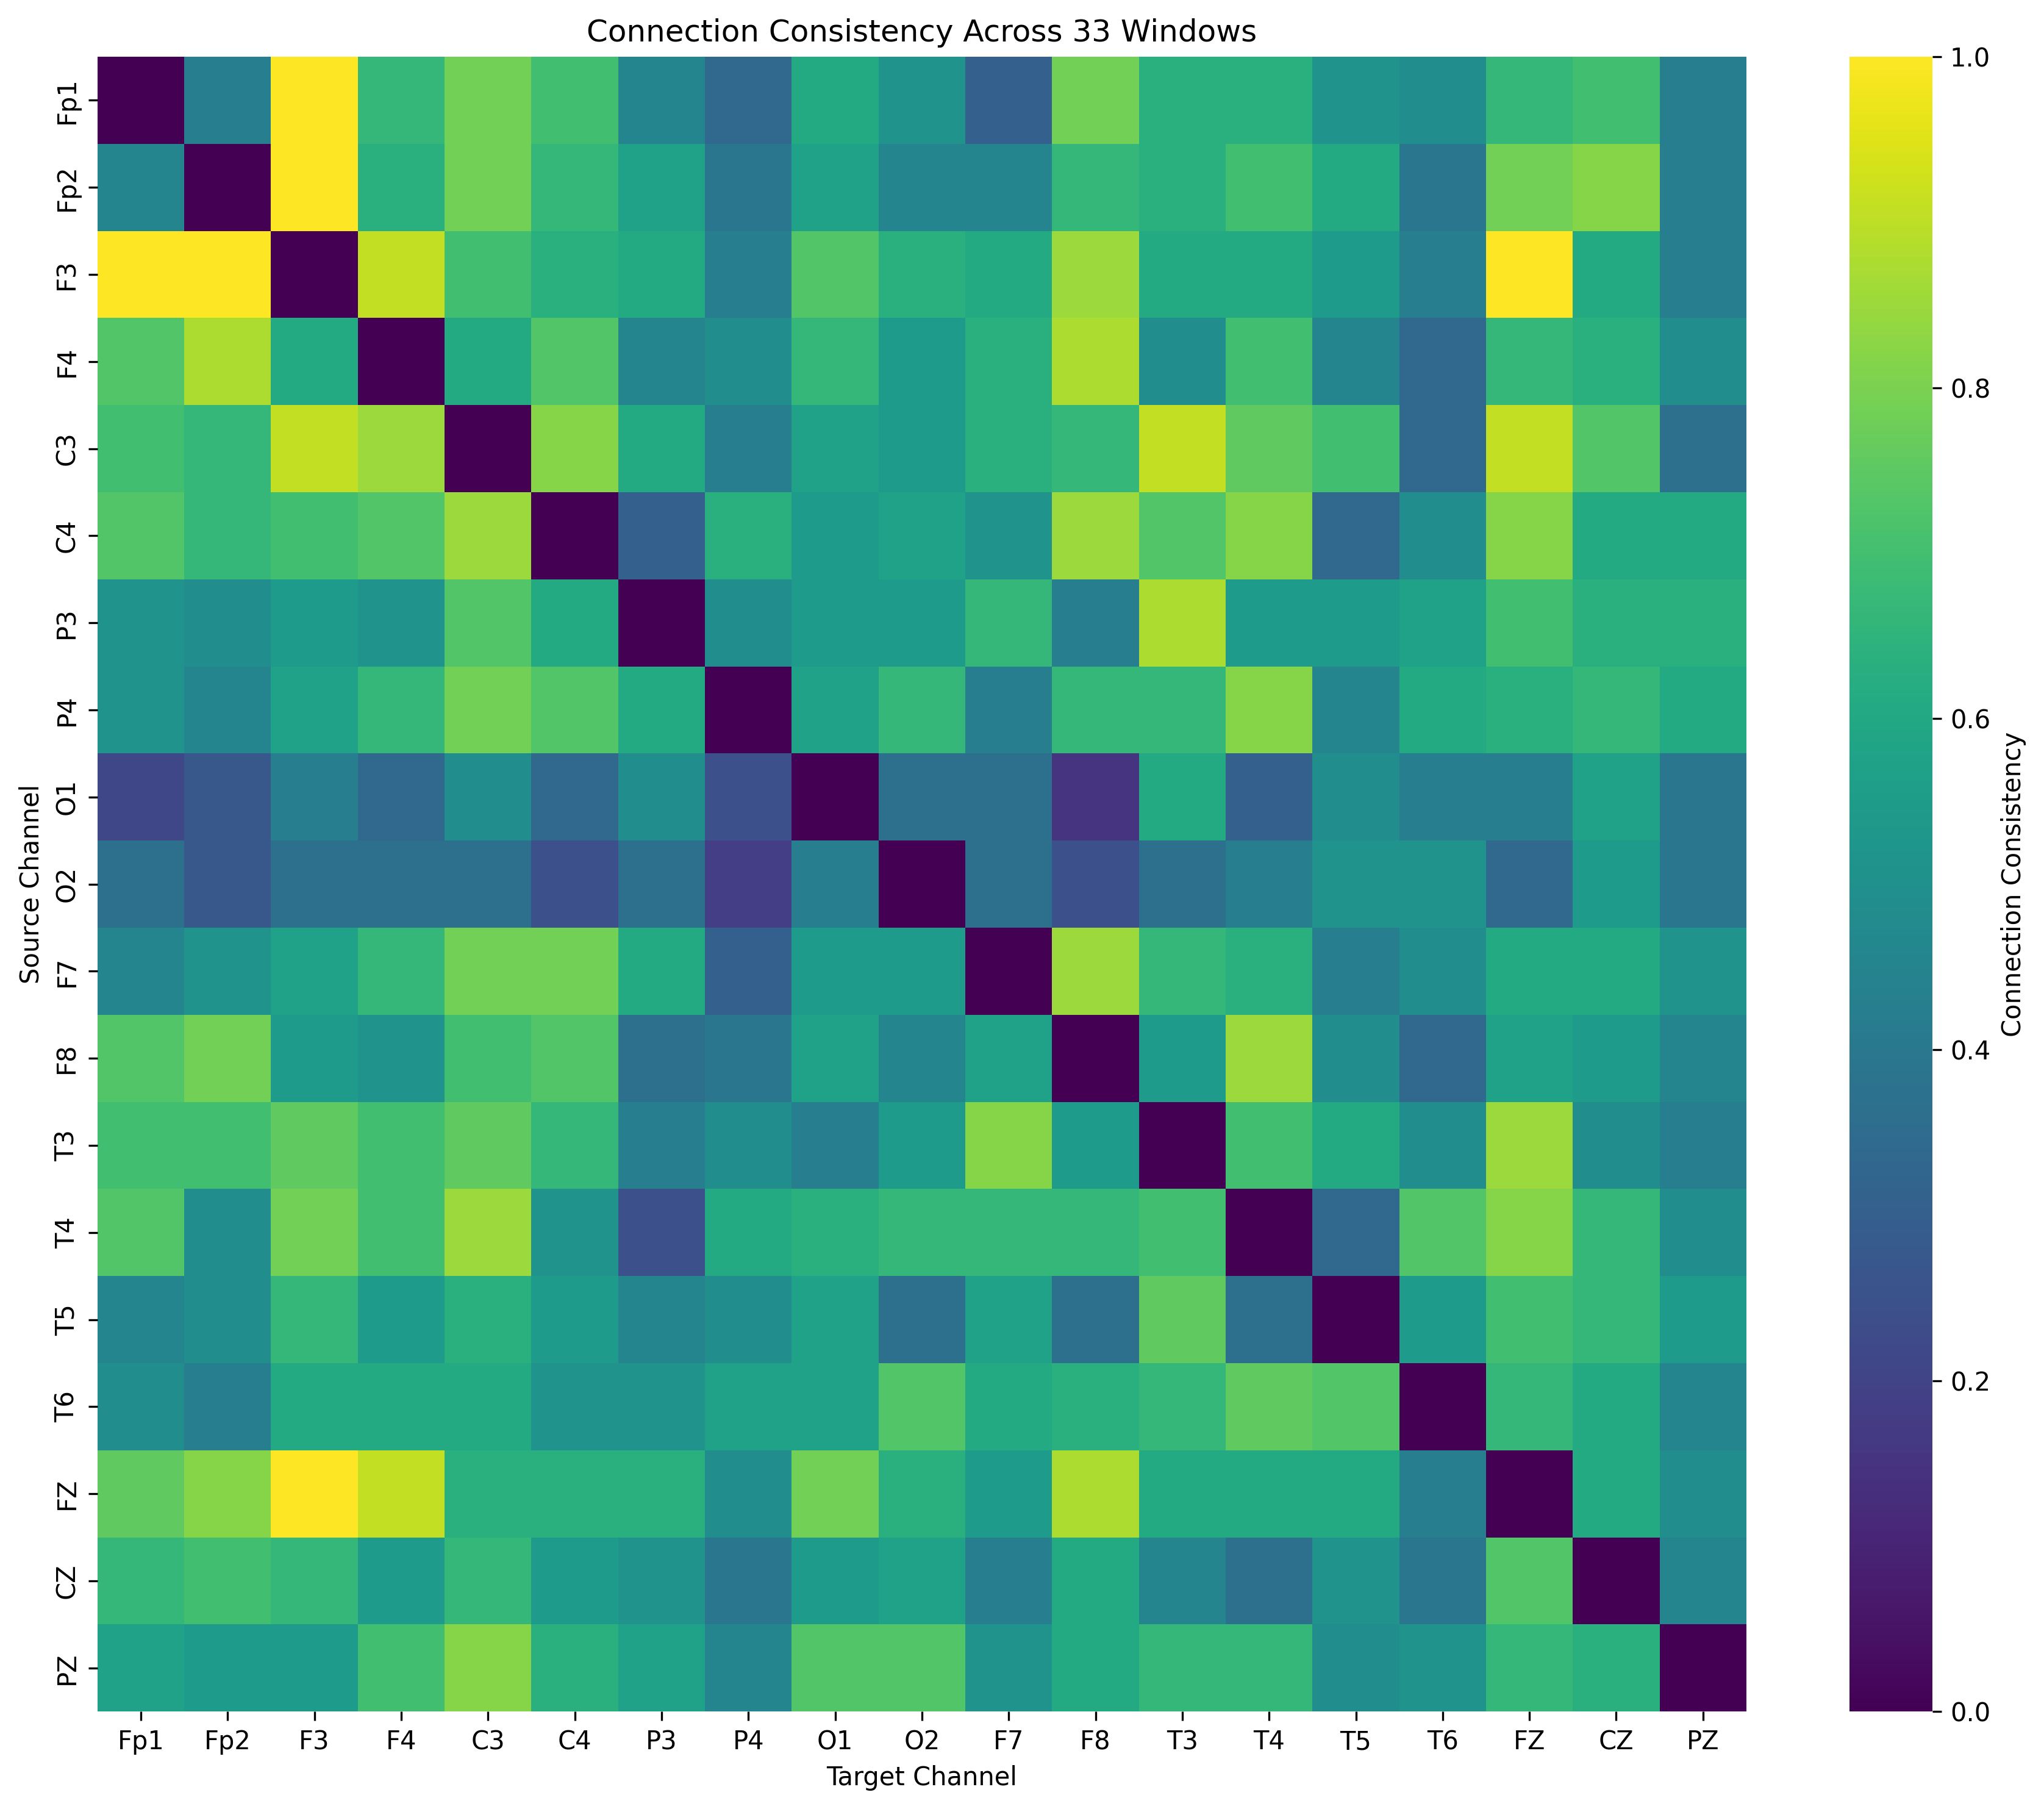 Connection Consistency Across 33 Windows
Source Channel
Fp1
Fp2
F3
F4
C3
C4
P3
P4
O1
O2
F7
F8
T3
T4
T5
T6
FZ
CZ
PZ
Fp1 Fp2 F3 F4 C3 C4 P3 P4 O1 O2 F7 F8 T3 T4 T5 T6 FZ CZ PZ
Target Channel
1.0
0.8
0.6
0.4
0.2
0.0
Connection Consistency